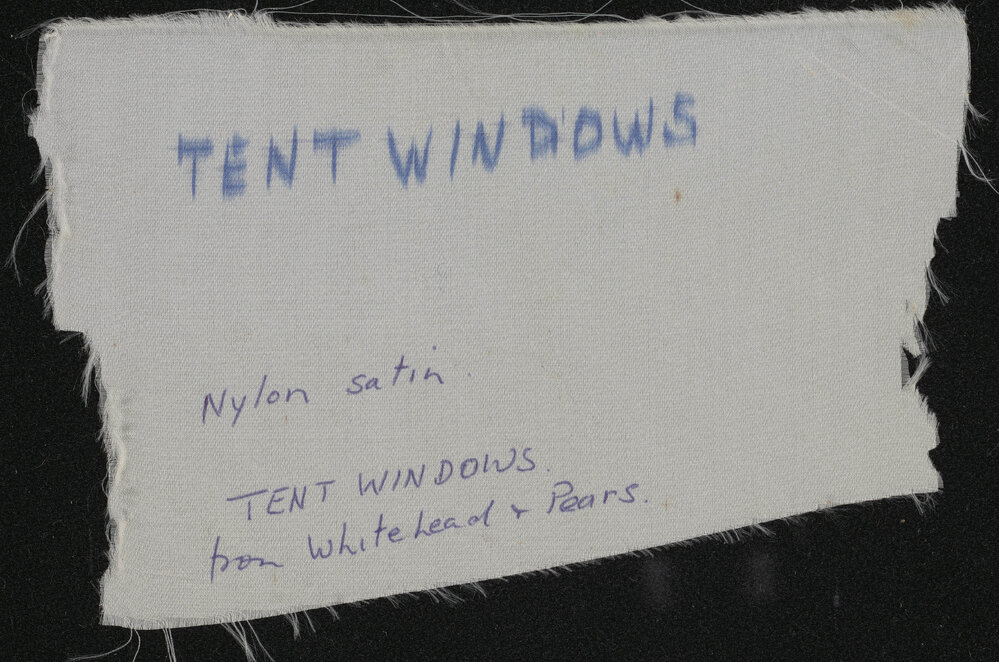 TENT WINDOWS
Nylon satin.
TENT WINDOWS.
from Whitehead & Pears.